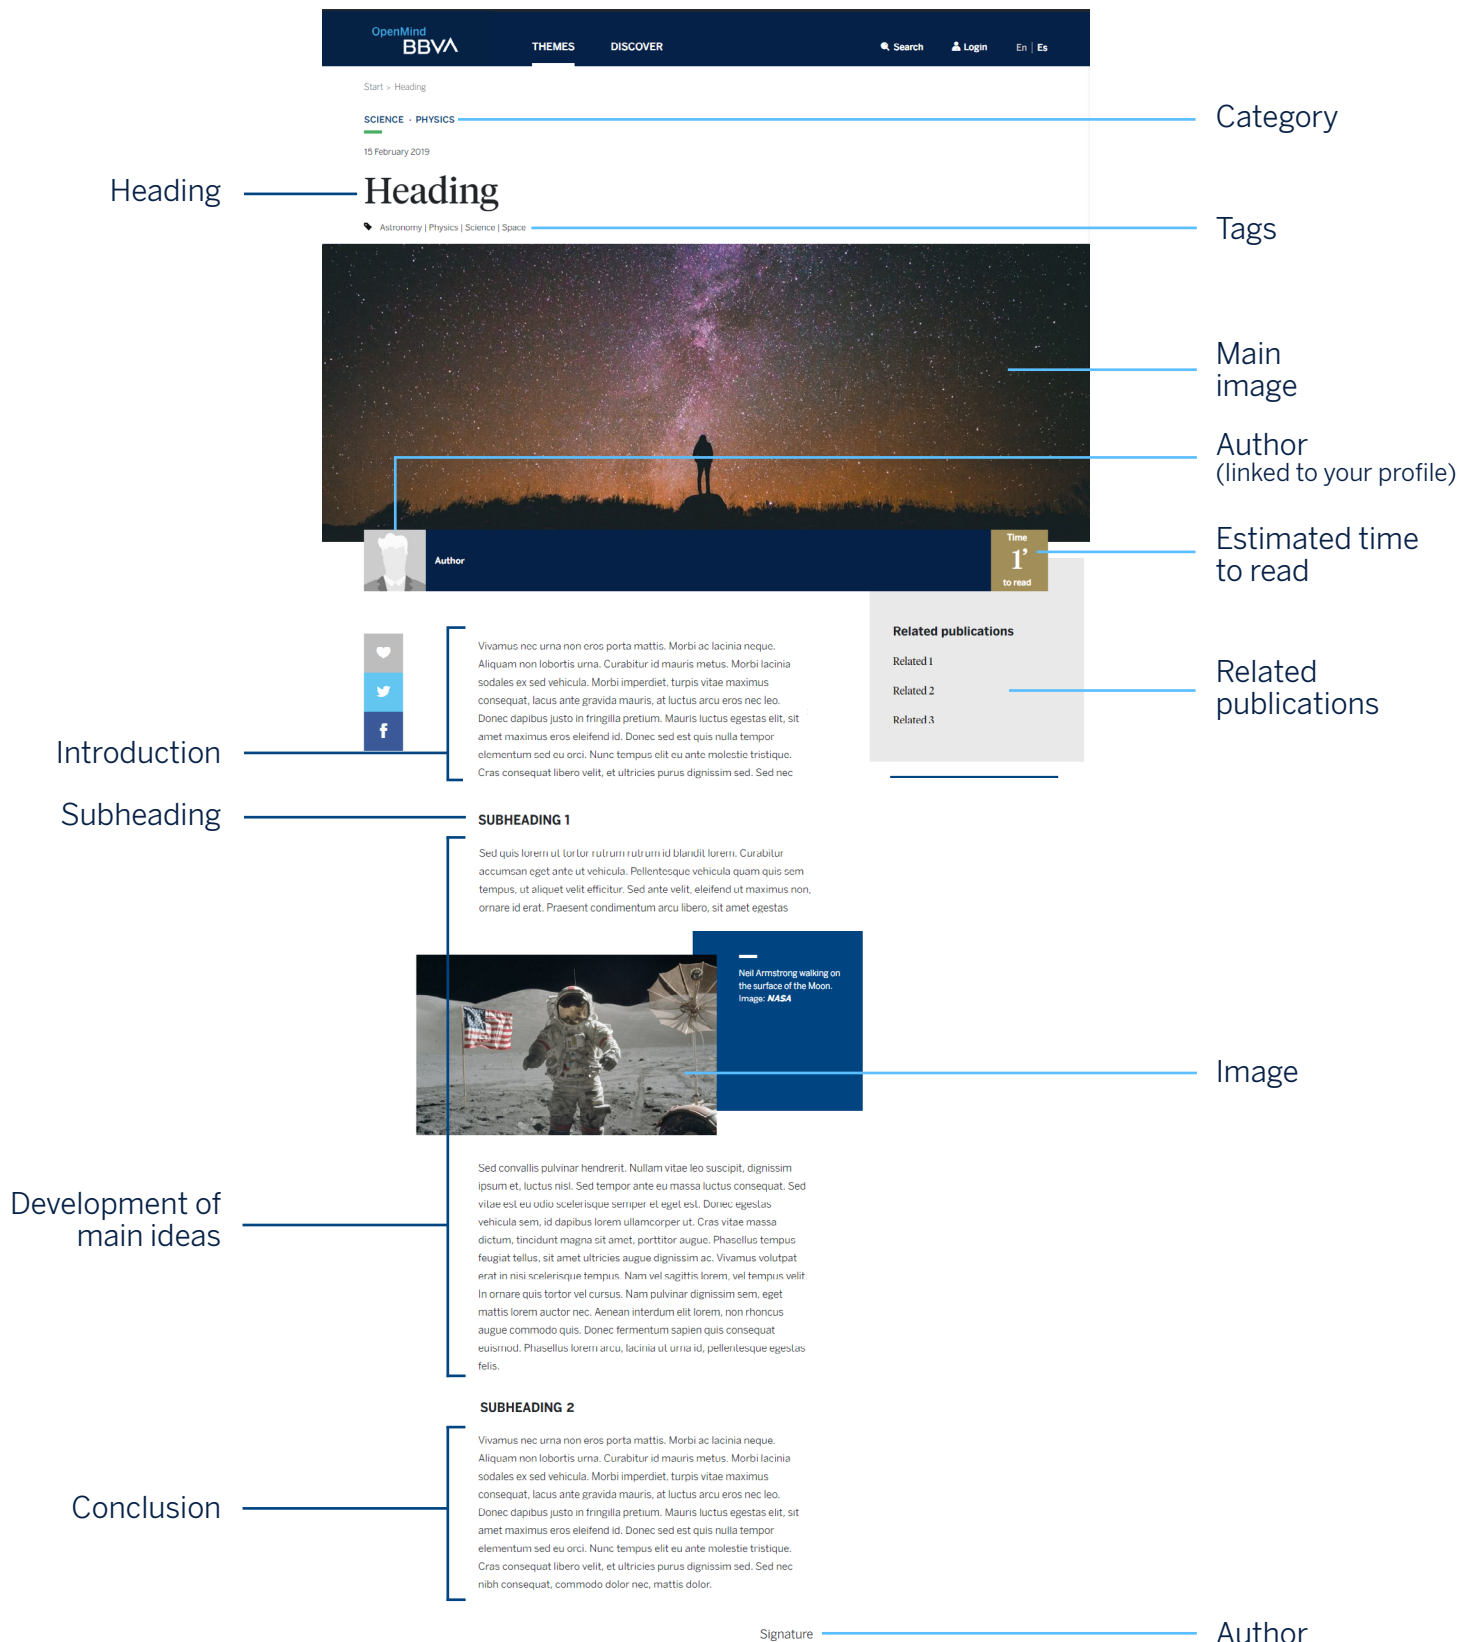 OpenMind
BBVA
THEMES
DISCOVER
Search
Login
En | Es
Start > Heading
SCIENCE · PHYSICS
Category
15 February 2019
Heading
Heading
Astronomy | Physics | Science | Space
Tags
Main
image
Author
(linked to your profile)
Author
Time
1’
to read
Estimated time
to read
Related publications
Related 1
Related 2
Related 3
Related
publications
Introduction
Vivamus nec urna non eros porta mattis. Morbi ac lacinia neque.
Aliquam non lobortis urna. Curabitur id mauris metus. Morbi lacinia
sodales ex sed vehicula. Morbi imperdiet, turpis vitae maximus
consequat, lacus ante gravida mauris, at luctus arcu eros nec leo.
Donec dapibus justo in fringilla pretium. Mauris luctus egestas elit, sit
amet maximus eros eleifend id. Donec sed est quis nulla tempor
elementum sed eu orci. Nunc tempus elit eu ante molestie tristique.
Cras consequat libero velit, et ultricies purus dignissim sed. Sed nec
Subheading
SUBHEADING 1
Sed quis lorem ut tortor rutrum rutrum id blandit lorem. Curabitur
accumsan eget ante ut vehicula. Pellentesque vehicula quam quis sem
tempus, ut aliquet velit efficitur. Sed ante velit, eleifend ut maximus non,
ornare id erat. Praesent condimentum arcu libero, sit amet egestas
Neil Armstrong walking on
the surface of the Moon.
Image: NASA
Image
Development of
main ideas
Sed convallis pulvinar hendrerit. Nullam vitae leo suscipit, dignissim
ipsum et, luctus nisl. Sed tempor ante eu massa luctus consequat. Sed
vitae est eu odio scelerisque semper et eget est. Donec egestas
vehicula sem, id dapibus lorem ullamcorper ut. Cras vitae massa
dictum, tincidunt magna sit amet, porttitor augue. Phasellus tempus
feugiat tellus, sit amet ultricies augue dignissim ac. Vivamus volutpat
erat in nisi scelerisque tempus. Nam vel sagittis lorem, vel tempus velit.
In ornare quis tortor vel cursus. Nam pulvinar dignissim sem, eget
mattis lorem auctor nec. Aenean interdum elit lorem, non rhoncus
augue commodo quis. Donec fermentum sapien quis consequat
euismod. Phasellus lorem arcu, lacinia ut urna id, pellentesque egestas
felis.
SUBHEADING 2
Conclusion
Vivamus nec urna non eros porta mattis. Morbi ac lacinia neque.
Aliquam non lobortis urna. Curabitur id mauris metus. Morbi lacinia
sodales ex sed vehicula. Morbi imperdiet, turpis vitae maximus
consequat, lacus ante gravida mauris, at luctus arcu eros nec leo.
Donec dapibus justo in fringilla pretium. Mauris luctus egestas elit, sit
amet maximus eros eleifend id. Donec sed est quis nulla tempor
elementum sed eu orci. Nunc tempus elit eu ante molestie tristique.
Cras consequat libero velit, et ultricies purus dignissim sed. Sed nec
nibh consequat, commodo dolor nec, mattis dolor.
Signature
Author